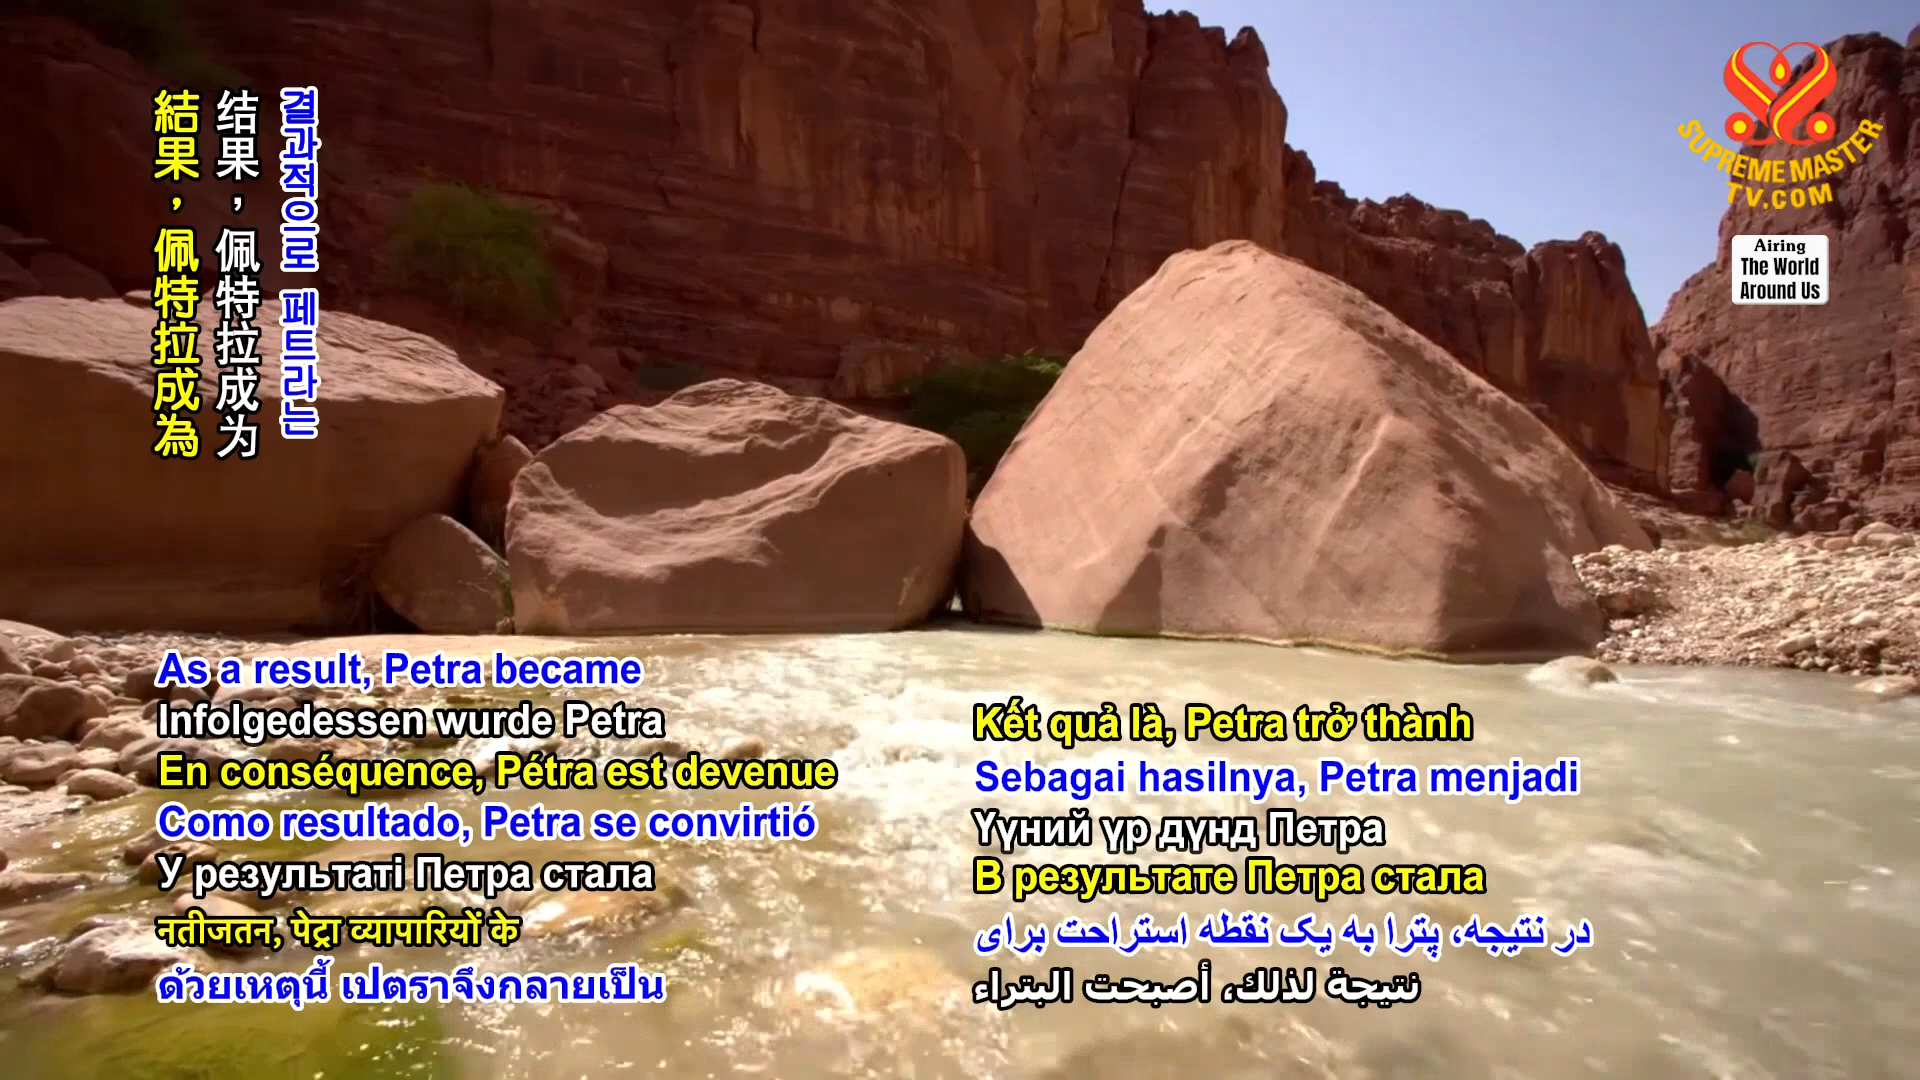 結果，佩特拉成為
结果，佩特拉成为
결과적으로 페트라는
SUPREME MASTER
TV.COM
Airing
The World
Around Us
As a result, Petra became
Infolgedessen wurde Petra
En conséquence, Pétra est devenue
Como resultado, Petra se convirtió
У результаті Петра стала
नतीजतन, पेट्रा व्यापारियों के
ด้วยเหตุนี้ เปตราจึงกลายเป็น
Kết quả là, Petra trở thành
Sebagai hasilnya, Petra menjadi
Үүний үр дүнд Петра
В результате Петра стала
در نتیجه، پترا به یک نقطه استراحت برای
نتيجة لذلك، أصبحت البتراء